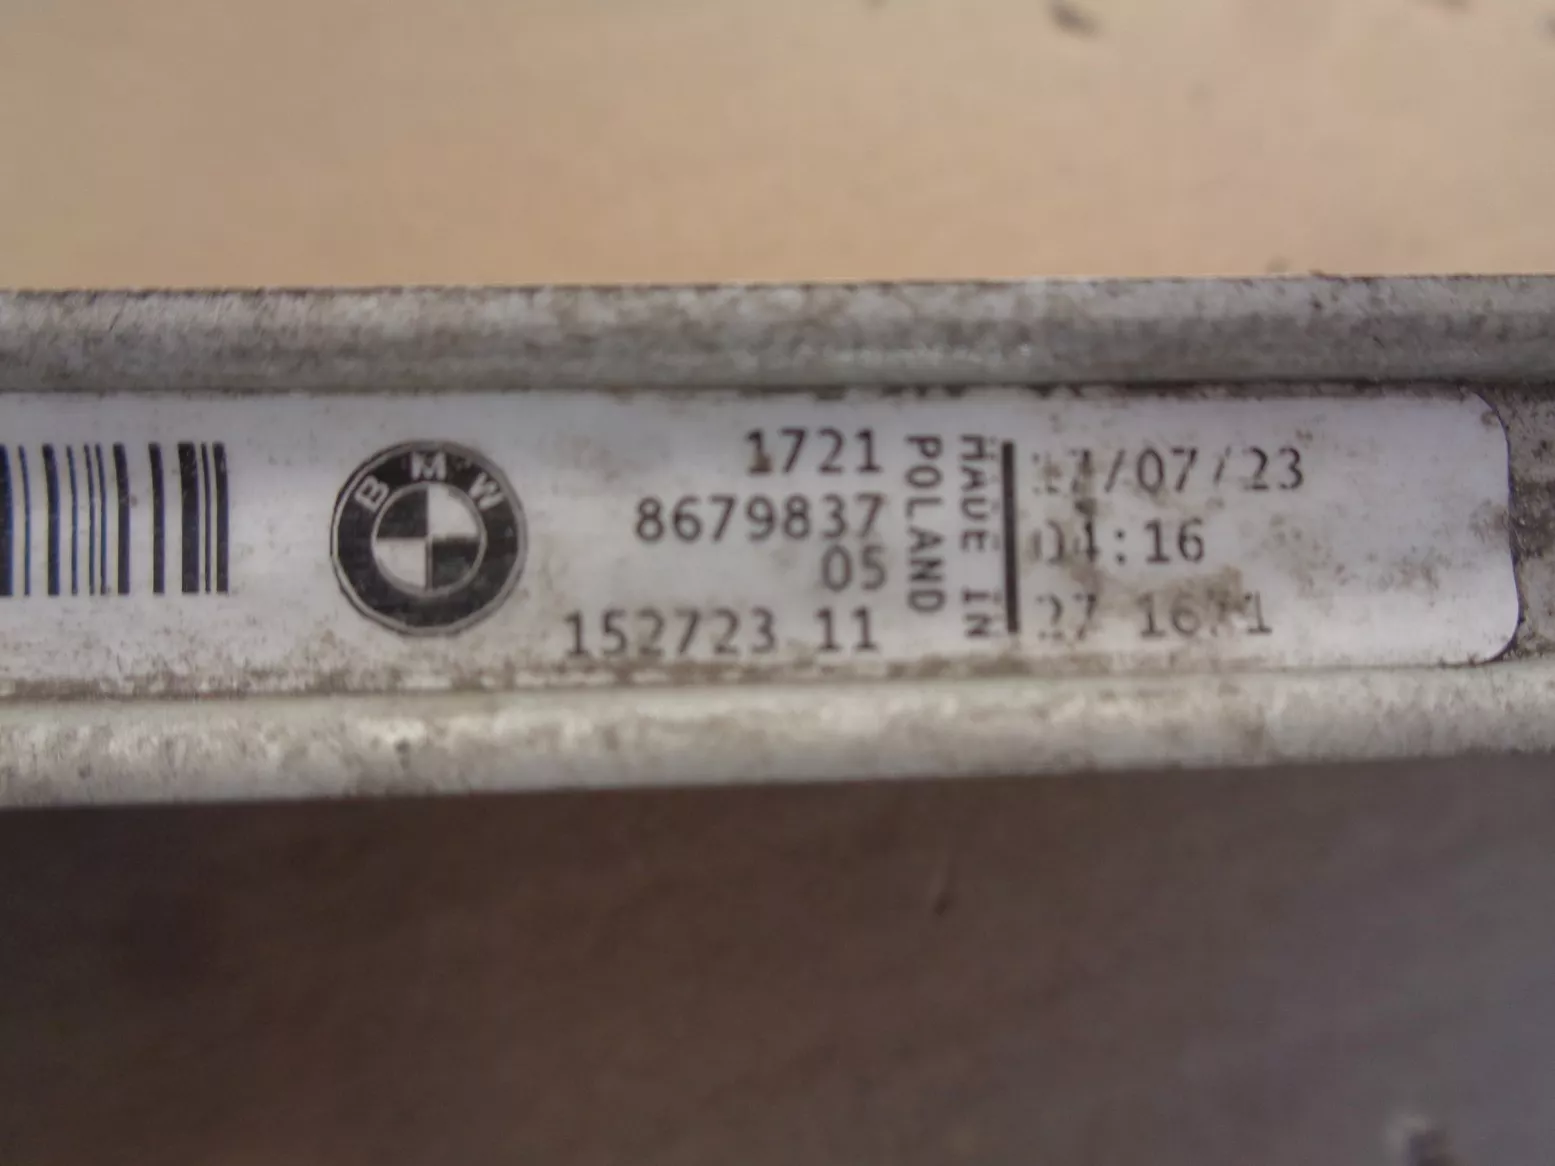 BMW
1721
8679837
05
152723 11
MADE IN
POLAND
/07/23
:16